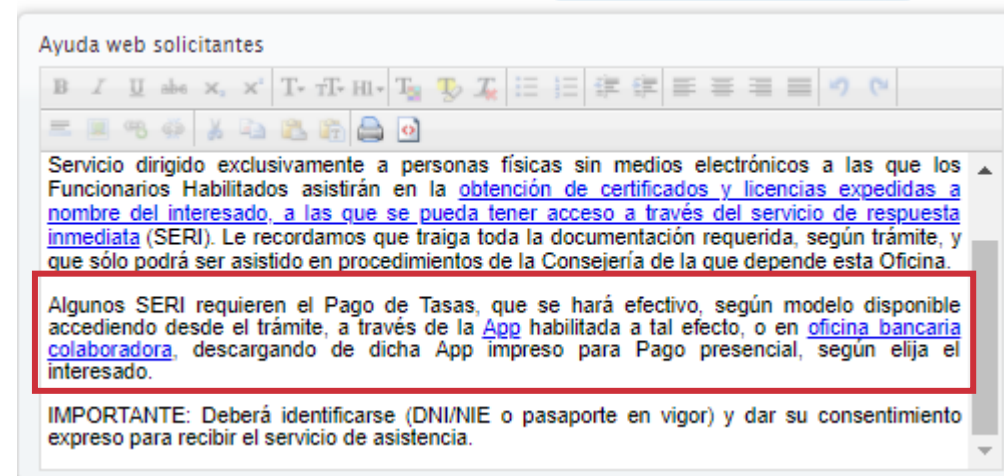 Ayuda web solicitantes
B I U abc x, x' T- TT- H1- T
Servicio dirigido exclusivamente a personas físicas sin medios electrónicos a las que los
Funcionarios Habilitados asistirán en la obtención de certificados y licencias expedidas a
nombre del interesado, a las que se pueda tener acceso a través del servicio de respuesta
inmediata (SERI). Le recordamos que traiga toda la documentación requerida, según trámite, y
que sólo podrá ser asistido en procedimientos de la Consejería de la que depende esta Oficina.
Algunos SERI requieren el Pago de Tasas, que se hará efectivo, según modelo disponible
accediendo desde el trámite, a través de la App habilitada a tal efecto, o en oficina bancaria
colaboradora, descargando de dicha App impreso para Pago presencial, según elija el
interesado.
IMPORTANTE: Deberá identificarse (DNI/NIE o pasaporte en vigor) y dar su consentimiento
expreso para recibir el servicio de asistencia.